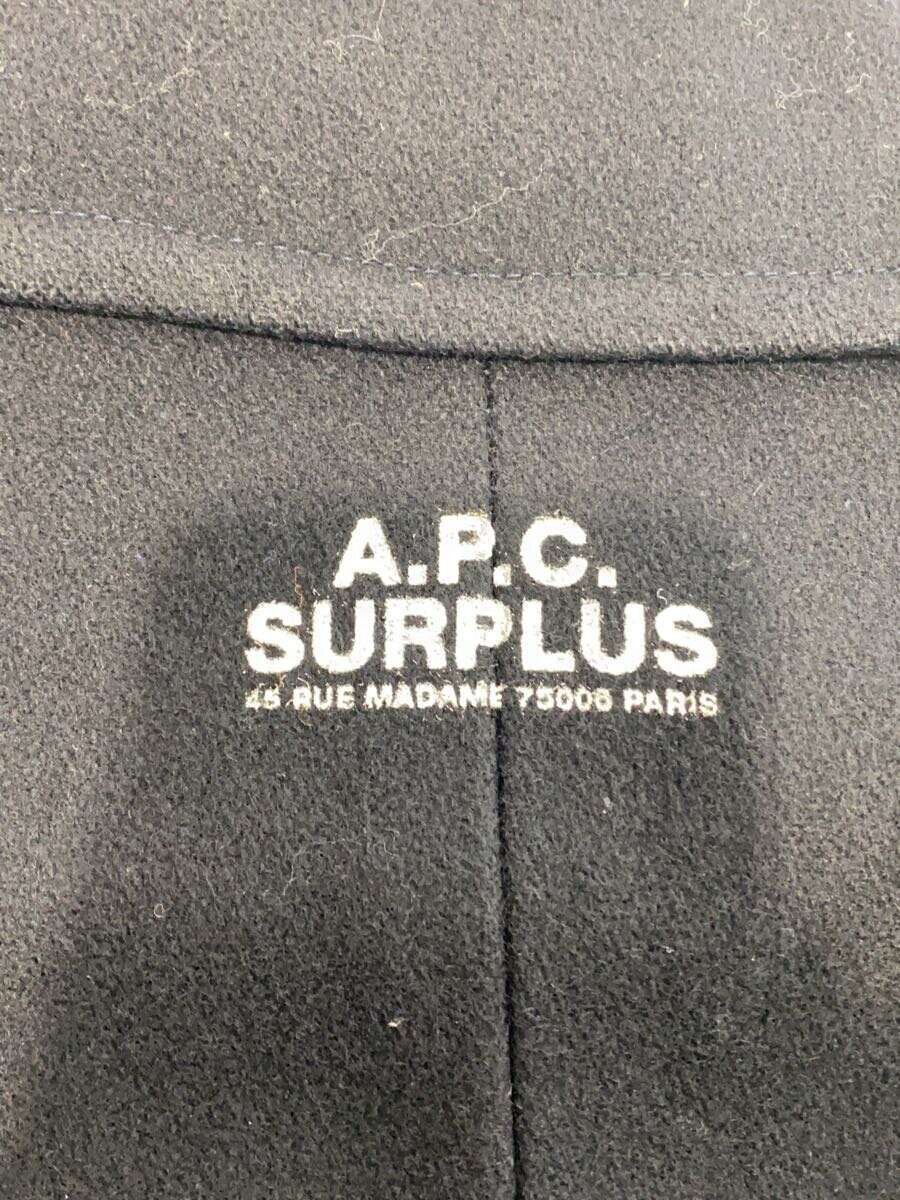 A.P.C.
SURPLUS
45 RUE MADAME 75006 PARIS